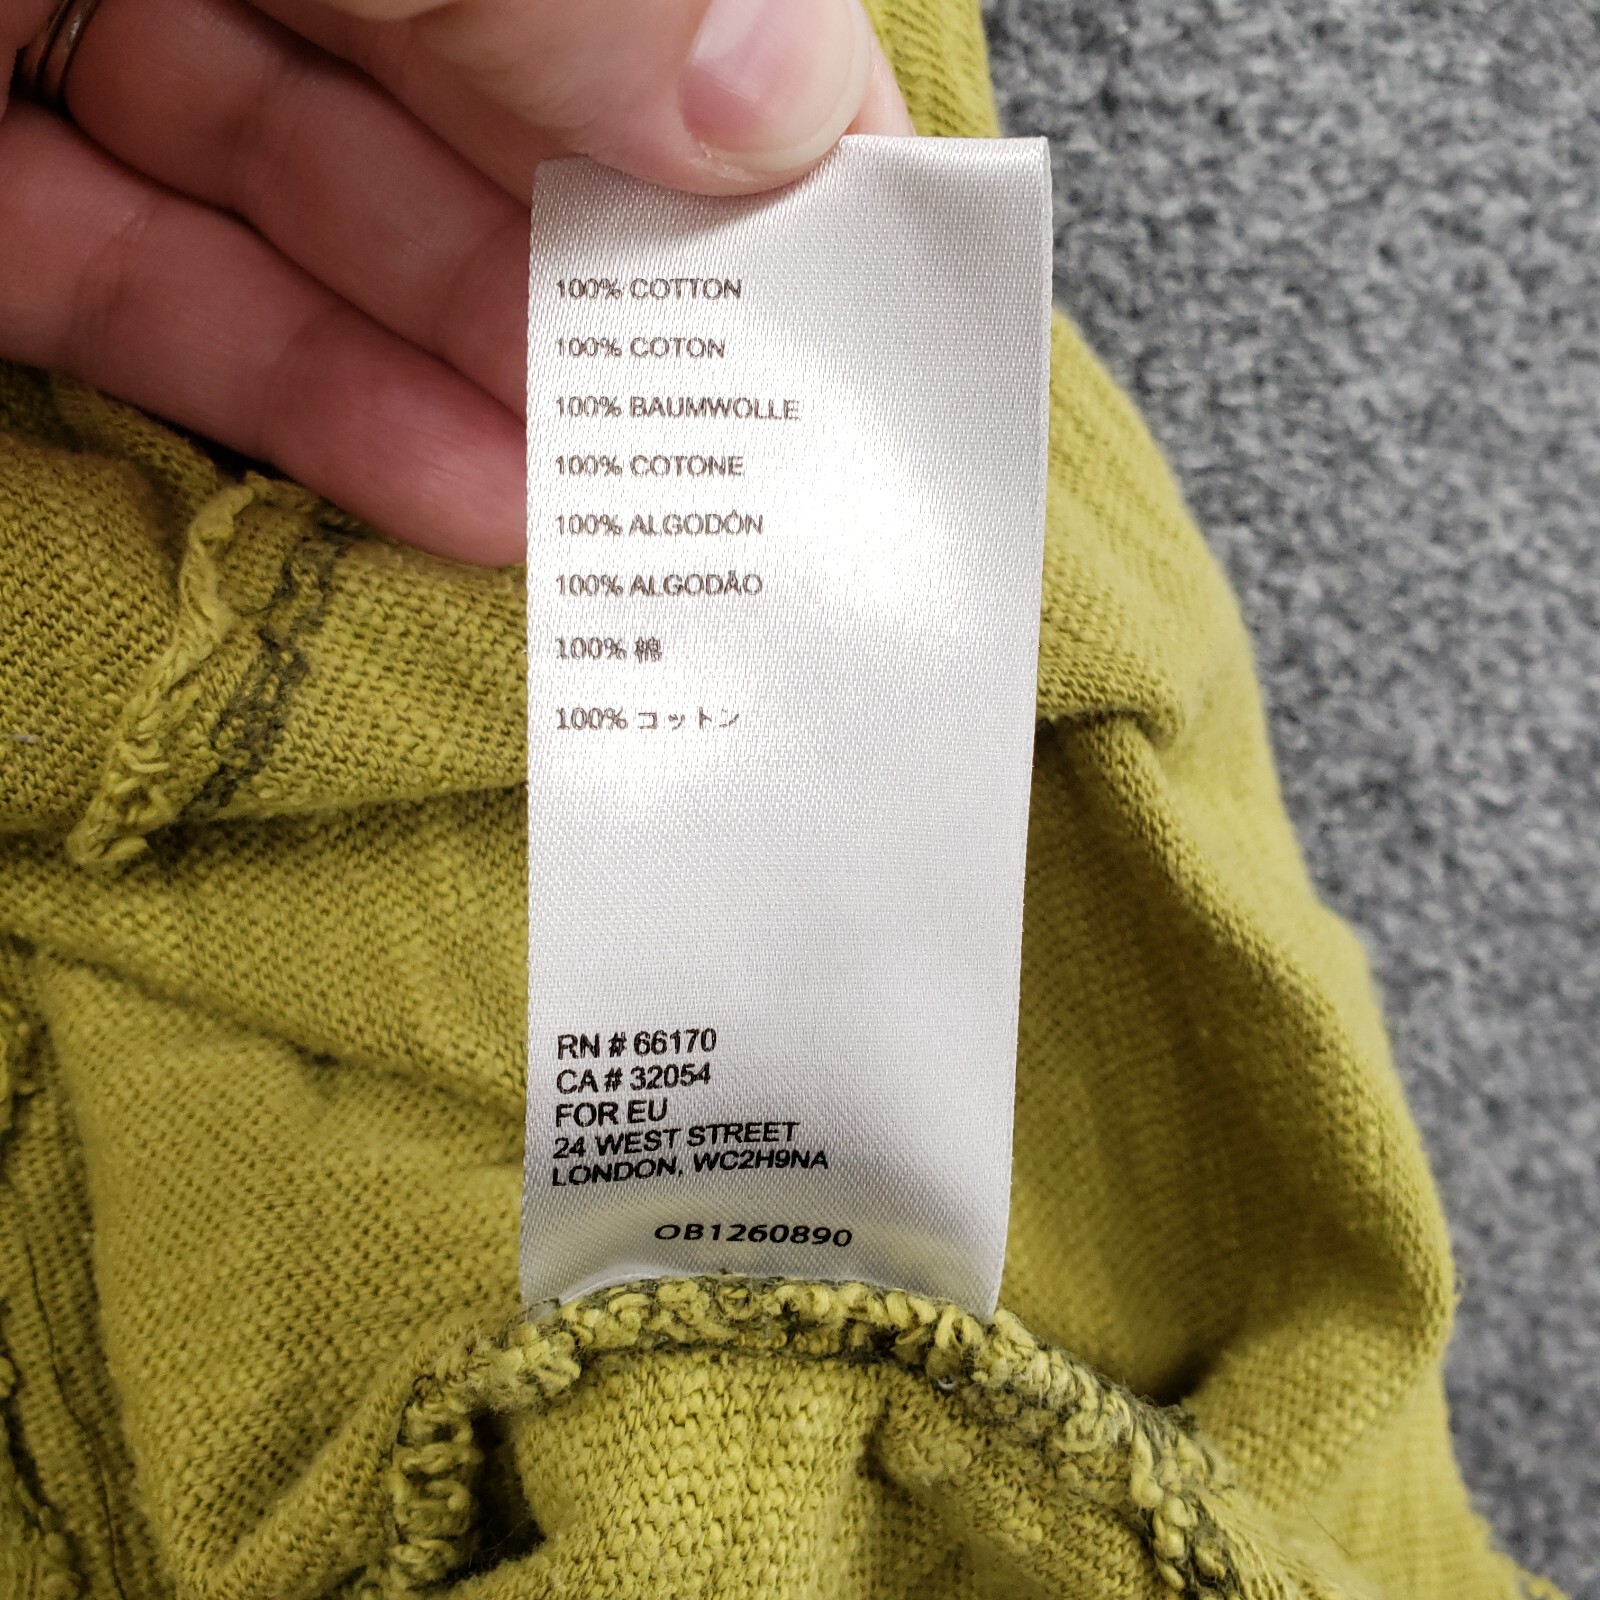 100% COTTON
100% COTON
100% BAUMWOLLE
100% COTONE
100% ALGODÓN
100% ALGODÃO
100% 棉
100% コットン
RN # 66170
CA # 32054
FOR EU
24 WEST STREET
LONDON, WC2H9NA
OB1260890